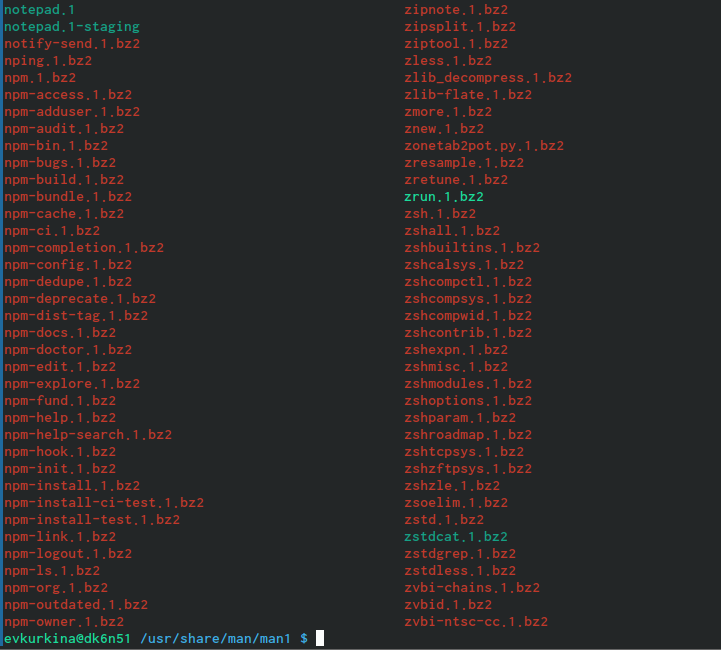 notepad.1 zipnote.1.bz2
notepad.1-staging zipsplit.1.bz2
notify-send.1.bz2 ziptool.1.bz2
nping.1.bz2 zless.1.bz2
npm.1.bz2 zlib_decompress.1.bz2
npm-access.1.bz2 zlib-flate.1.bz2
npm-adduser.1.bz2 zmore.1.bz2
npm-audit.1.bz2 znew.1.bz2
npm-bin.1.bz2 zonetab2pot.py.1.bz2
npm-bugs.1.bz2 zresample.1.bz2
npm-build.1.bz2 zretune.1.bz2
npm-bundle.1.bz2 zrun.1.bz2
npm-cache.1.bz2 zsh.1.bz2
npm-ci.1.bz2 zshall.1.bz2
npm-completion.1.bz2 zshbuiltins.1.bz2
npm-config.1.bz2 zshcalsys.1.bz2
npm-dedupe.1.bz2 zshcompctl.1.bz2
npm-deprecate.1.bz2 zshcompsys.1.bz2
npm-dist-tag.1.bz2 zshcompwid.1.bz2
npm-docs.1.bz2 zshcontrib.1.bz2
npm-doctor.1.bz2 zshexpn.1.bz2
npm-edit.1.bz2 zshmisc.1.bz2
npm-explore.1.bz2 zshmodules.1.bz2
npm-fund.1.bz2 zshoptions.1.bz2
npm-help.1.bz2 zshparam.1.bz2
npm-help-search.1.bz2 zshroadmap.1.bz2
npm-hook.1.bz2 zshtcpsys.1.bz2
npm-init.1.bz2 zshzftpsys.1.bz2
npm-install.1.bz2 zshzle.1.bz2
npm-install-ci-test.1.bz2 zsoelim.1.bz2
npm-install-test.1.bz2 zstd.1.bz2
npm-link.1.bz2 zstdcat.1.bz2
npm-logout.1.bz2 zstdgrep.1.bz2
npm-ls.1.bz2 zstdless.1.bz2
npm-org.1.bz2 zvbi-chains.1.bz2
npm-outdated.1.bz2 zvbid.1.bz2
npm-owner.1.bz2 zvbi-ntsc-cc.1.bz2
evkurkina@dk6n51 /usr/share/man/man1 $